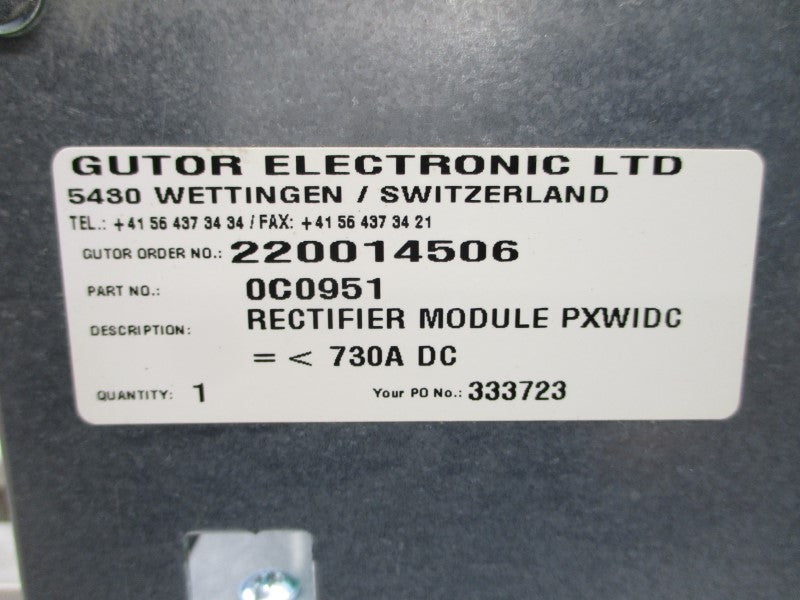 GUTOR ELECTRONIC LTD
5430 WETTINGEN / SWITZERLAND
TEL.: +41 56 437 34 34 / FAX: +41 56 437 34 21
GUTOR ORDER NO.: 220014506
PART NO.: 0C0951
DESCRIPTION: RECTIFIER MODULE PXWIDC
= < 730A DC
QUANTITY: 1 Your PO No.: 333723